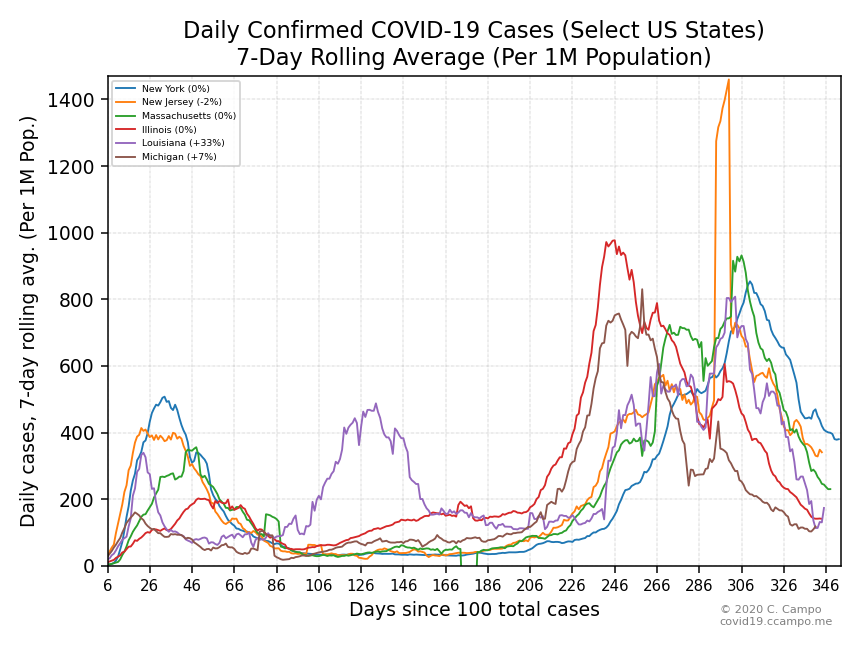 Daily Confirmed COVID-19 Cases (Select US States)
7-Day Rolling Average (Per 1M Population)
Daily cases, 7-day rolling avg. (Per 1M Pop.)
1400
1200
1000
800
600
400
200
0
New York (0%)
New Jersey (-2%)
Massachusetts (0%)
Illinois (0%)
Louisiana (+33%)
Michigan (+7%)
6 26 46 66 86 106 126 146 166 186 206 226 246 266 286 306 326 346
Days since 100 total cases
© 2020 C. Campo
covid19.ccampo.me